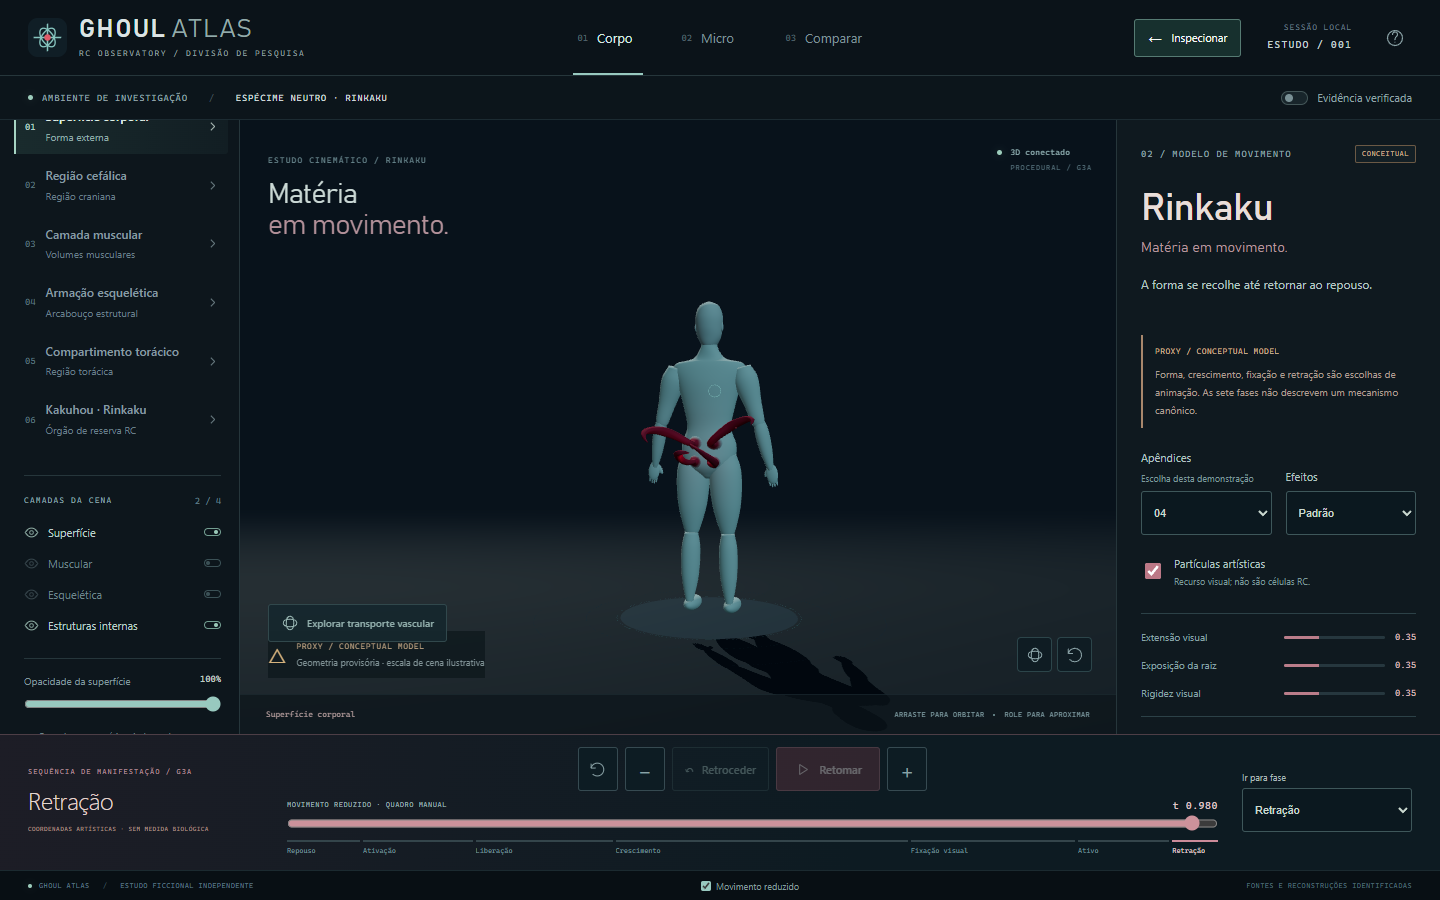 GHOUL ATLAS
RC OBSERVATORY / DIVISÃO DE PESQUISA
01 Corpo
02 Micro
03 Comparar
← Inspecionar
SESSÃO LOCAL
ESTUDO / 001
?
AMBIENTE DE INVESTIGAÇÃO / ESPÉCIME NEUTRO · RINKAKU
Evidência verificada
01 Superfície corporal
Forma externa
02 Região cefálica
Região craniana
03 Camada muscular
Volumes musculares
04 Armação esquelética
Arcabouço estrutural
05 Compartimento torácico
Região torácica
06 Kakuhou · Rinkaku
Órgão de reserva RC
CAMADAS DA CENA 2 / 4
Superfície
Muscular
Esquelética
Estruturas internas
Opacidade da superfície 100%
ESTUDO CINEMÁTICO / RINKAKU
Matéria
em movimento.
3D conectado
PROCEDURAL / G3A
Explorar transporte vascular
PROXY / CONCEPTUAL MODEL
Geometria provisória · escala de cena ilustrativa
Superfície corporal
ARRASTE PARA ORBITAR • ROLE PARA APROXIMAR
02 / MODELO DE MOVIMENTO
CONCEITUAL
Rinkaku
Matéria em movimento.
A forma se recolhe até retornar ao repouso.
PROXY / CONCEPTUAL MODEL
Forma, crescimento, fixação e retração são escolhas de
animação. As sete fases não descrevem um mecanismo
canônico.
Apêndices
Escolha desta demonstração
04
Efeitos
Padrão
Partículas artísticas
Recurso visual; não são células RC.
Extensão visual 0.35
Exposição da raiz 0.35
Rigidez visual 0.35
SEQUÊNCIA DE MANIFESTAÇÃO / G3A
Retração
COORDENADAS ARTÍSTICAS · SEM MEDIDA BIOLÓGICA
−
Retroceder
Retomar
+
MOVIMENTO REDUZIDO · QUADRO MANUAL
t 0.980
Repouso
Ativação
Liberação
Crescimento
Fixação visual
Ativo
Retração
Ir para fase
Retração
GHOUL ATLAS / ESTUDO FICCIONAL INDEPENDENTE
Movimento reduzido
FONTES E RECONSTRUÇÕES IDENTIFICADAS